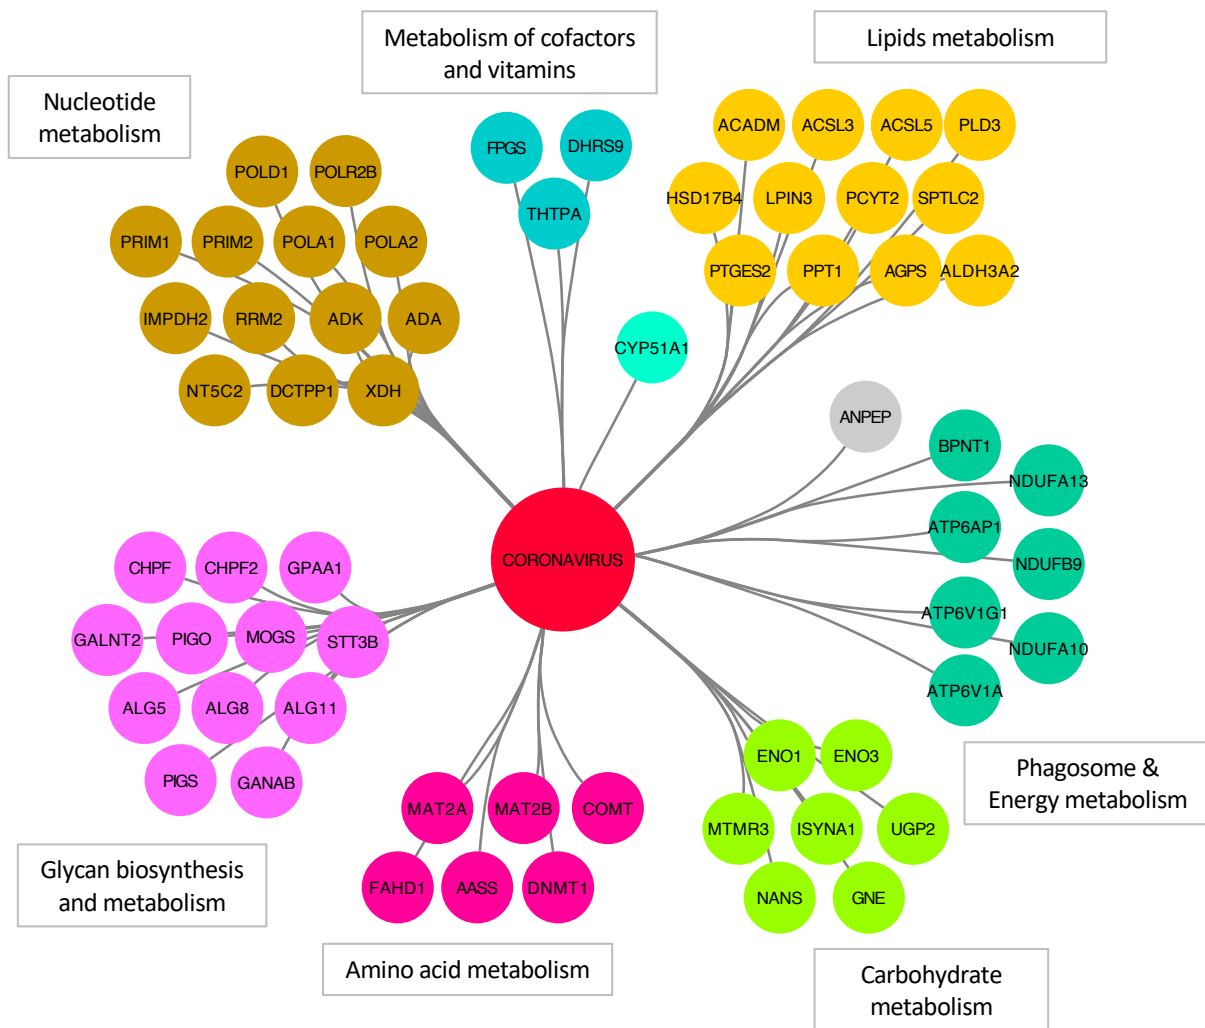 Metabolism of cofactors
and vitamins
Lipids metabolism
Nucleotide
metabolism
POLD1
POLR2B
PRIM1
PRIM2
POLA1
POLA2
IMPDH2
RRM2
ADK
ADA
NT5C2
DCTPP1
XDH
FPGS
DHRS9
THTPA
CYP51A1
ACADM
ACSL3
ACSL5
PLD3
HSD17B4
LPIN3
PCYT2
SPTLC2
PTGES2
PPT1
AGPS
ALDH3A2
ANPEP
BPNT1
NDUFA13
ATP6AP1
NDUFB9
ATP6V1G1
NDUFA10
ATP6V1A
Phagosome &
Energy metabolism
CORONAVIRUS
CHPF
CHPF2
GPAA1
GALNT2
PIGO
MOGS
STT3B
ALG5
ALG8
ALG11
PIGS
GANAB
Glycan biosynthesis
and metabolism
MAT2A
MAT2B
COMT
FAHD1
AASS
DNMT1
Amino acid metabolism
ENO1
ENO3
MTMR3
ISYNA1
UGP2
NANS
GNE
Carbohydrate
metabolism